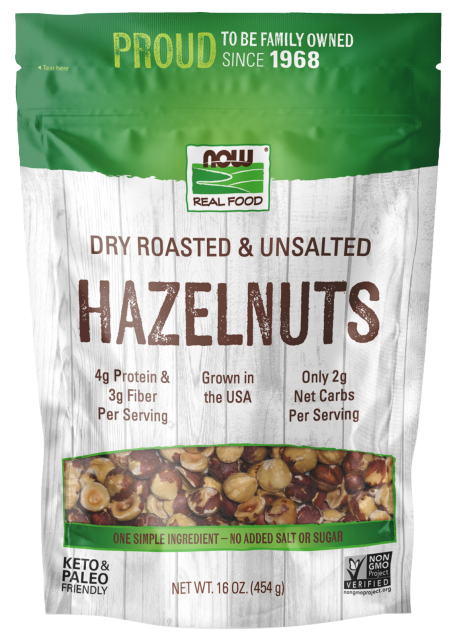 PROUD TO BE FAMILY OWNED
SINCE 1968
◄ Tear here
NOW®
REAL FOOD
DRY ROASTED & UNSALTED
HAZELNUTS
4g Protein &
3g Fiber
Per Serving
Grown in
the USA
Only 2g
Net Carbs
Per Serving
ONE SIMPLE INGREDIENT – NO ADDED SALT OR SUGAR
KETO &
PALEO
FRIENDLY
NET WT. 16 OZ. (454 g)
NON
GMO
Project
VERIFIED
nongmoproject.org